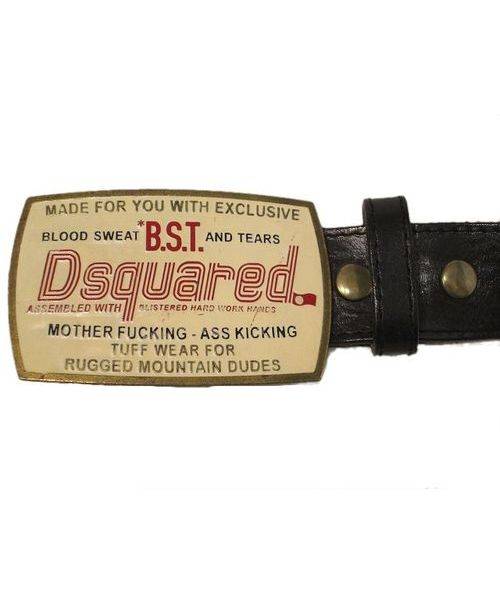 MADE FOR YOU WITH EXCLUSIVE
BLOOD SWEAT *B.S.T. AND TEARS
Dsquared.
ASSEMBLED WITH BLISTERED HARD WORK HANDS
MOTHER FUCKING - ASS KICKING
TUFF WEAR FOR
RUGGED MOUNTAIN DUDES